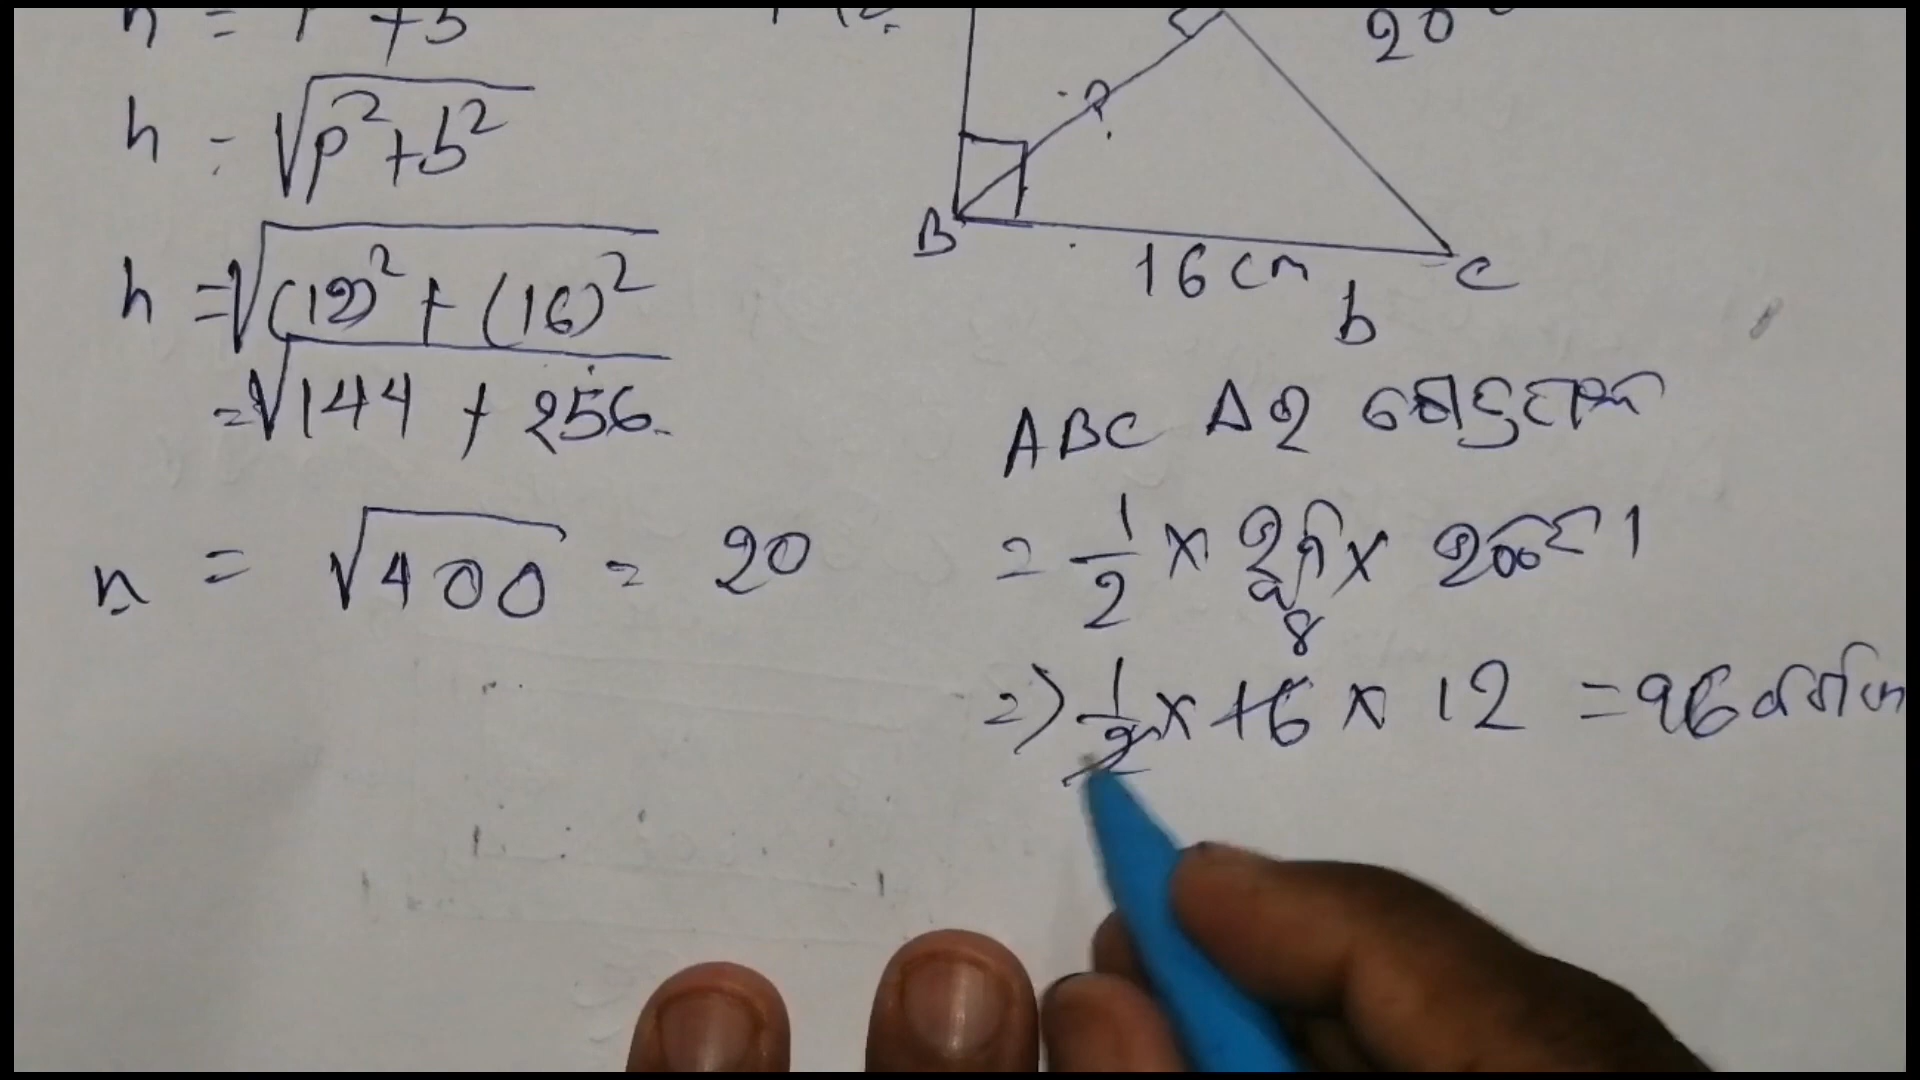 h = √p²+b²
h = √(12)² + (16)²
= √144 + 256
h = √400 = 20
20
B
16 cm
C
b
ABC Δର କ୍ଷେତ୍ରଫଳ
= 1/2 × ଭୂମି × ଉଚ୍ଚତା
8
=) 1/2 × 16 × 12 = 96